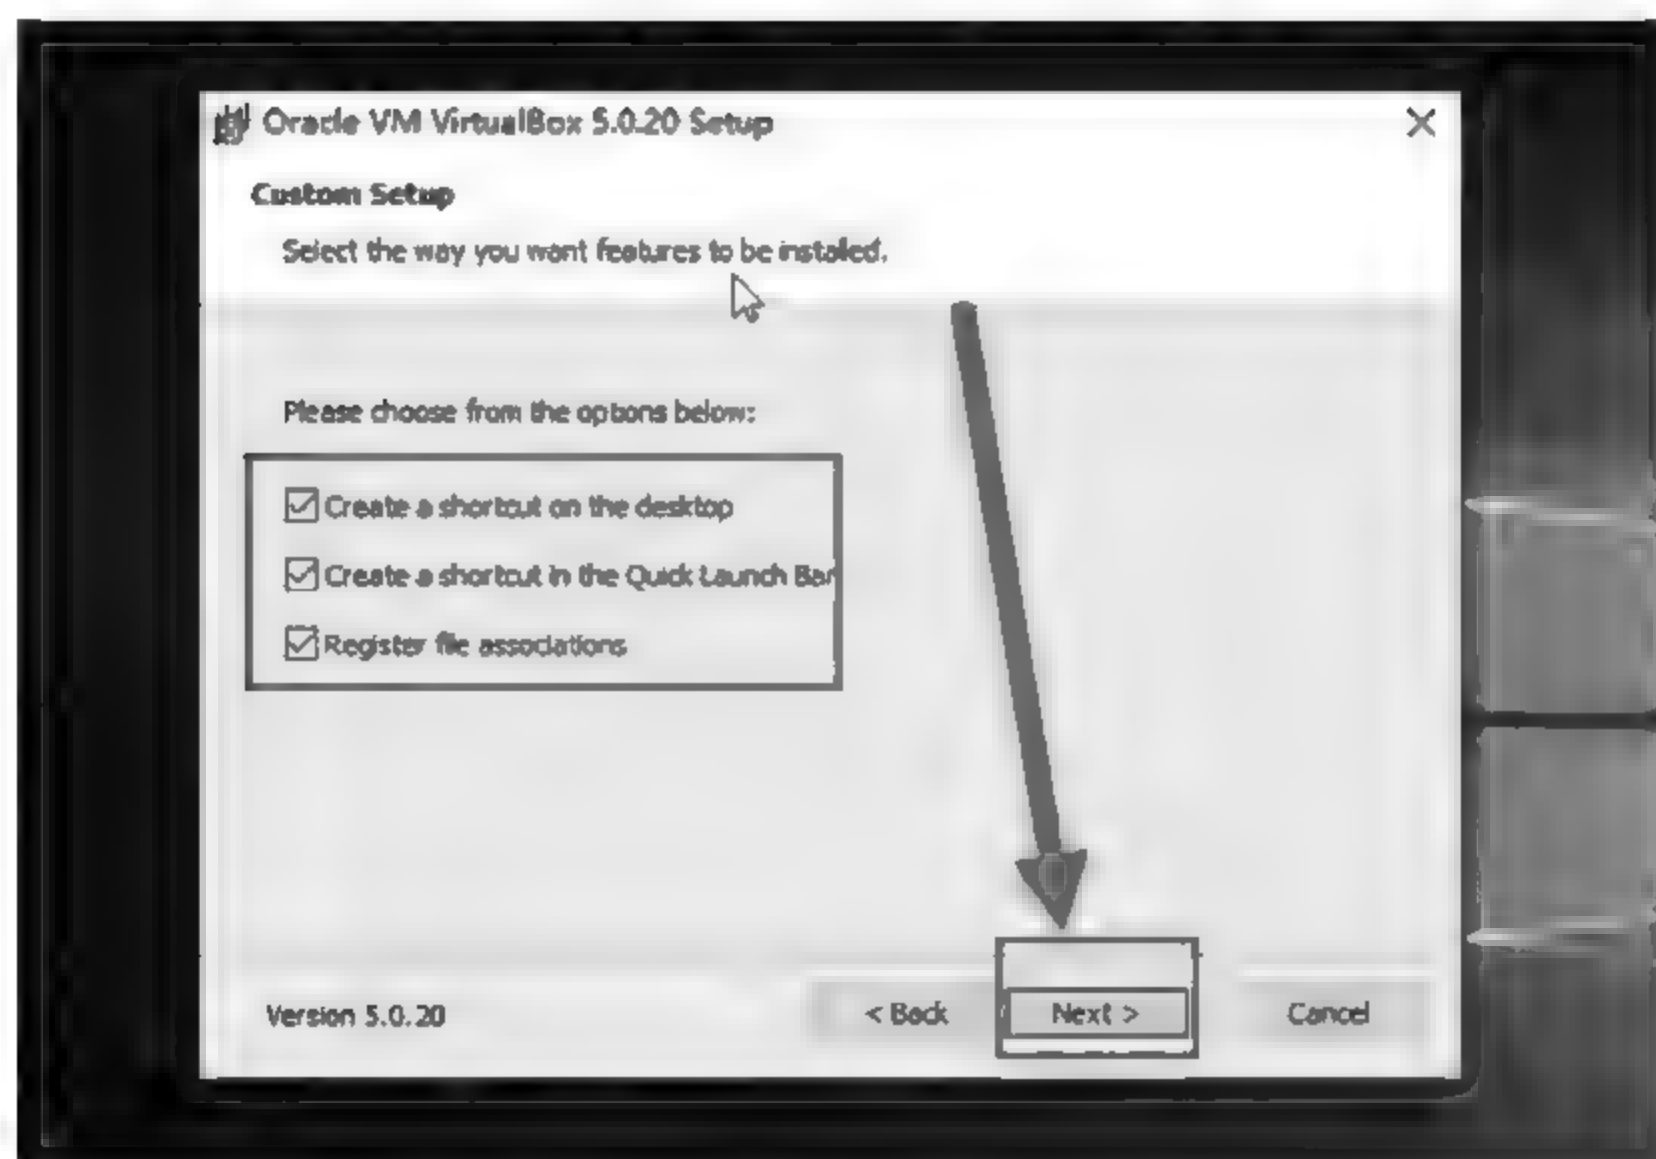 Oracle VM VirtualBox 5.0.20 Setup
Custom Setup
Select the way you want features to be installed.
Please choose from the options below:
Create a shortcut on the desktop
Create a shortcut in the Quick Launch Bar
Register file associations
Version 5.0.20
< Back
Next >
Cancel